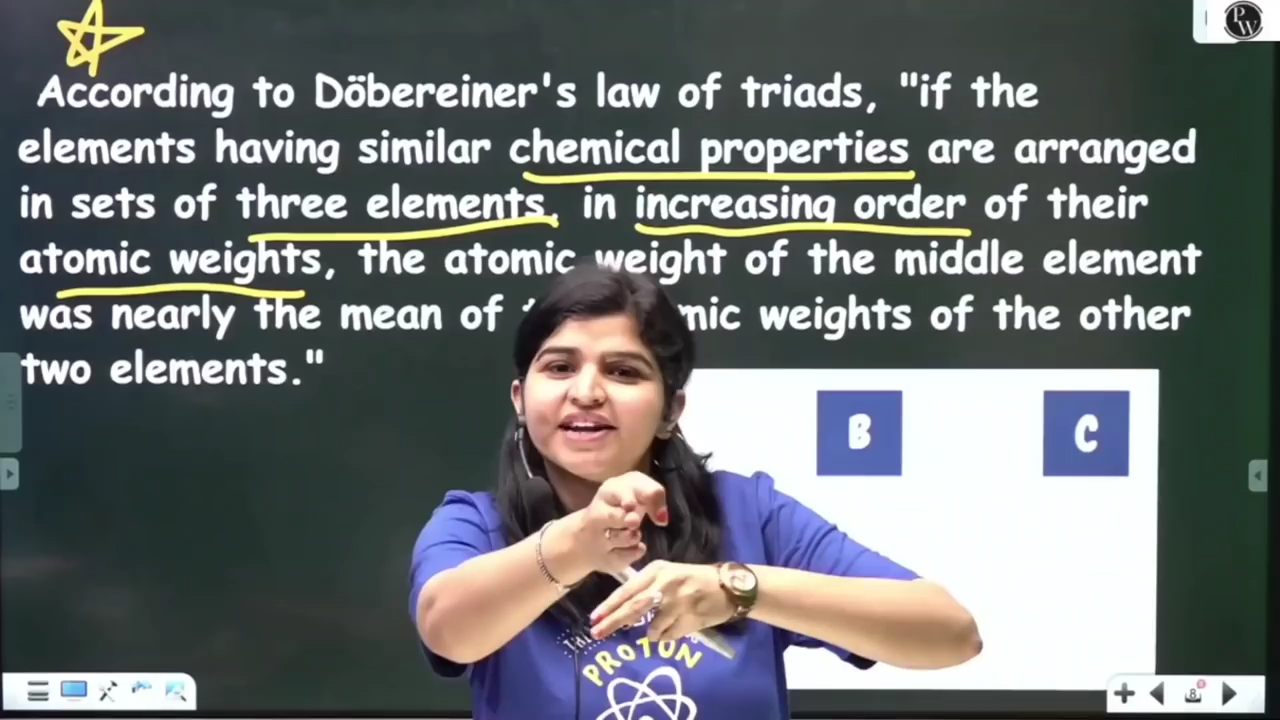 According to Döbereiner's law of triads, "if the
elements having similar chemical properties are arranged
in sets of three elements, in increasing order of their
atomic weights, the atomic weight of the middle element
was nearly the mean of weights of the other
two elements."
B C
PROTON
PW
8